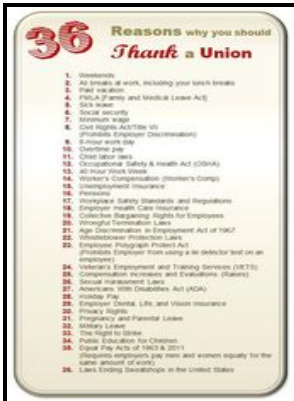 36 Reasons why you should
Thank a Union
1. Weekends
2. All breaks at work, including your lunch breaks
3. Paid vacation
4. FMLA [Family and Medical Leave Act]
5. Sick leave
6. Social security
7. Minimum wage
8. Civil Rights Act/Title VII
(Prohibits Employer Discrimination)
9. 8-Hour work day
10. Overtime pay
11. Child labor laws
12. Occupational Safety & Health Act (OSHA)
13. 40 Hour Work Week
14. Worker's Compensation (Worker's Comp)
15. Unemployment Insurance
16. Pensions
17. Workplace Safety Standards and Regulations
18. Employer Health Care Insurance
19. Collective Bargaining Rights for Employees
20. Wrongful Termination Laws
21. Age Discrimination in Employment Act of 1967
22. Whistleblower Protection Laws
23. Employee Polygraph Protect Act
(Prohibits Employer from using a lie detector test on an
employee)
24. Veteran's Employment and Training Services (VETS)
25. Compensation increases and Evaluations (Raises)
26. Sexual Harassment Laws
27. Americans With Disabilities Act (ADA)
28. Holiday Pay
29. Employer Dental, Life, and Vision Insurance
30. Privacy Rights
31. Pregnancy and Parental Leave
32. Military Leave
33. The Right to Strike
34. Public Education for Children
35. Equal Pay Acts of 1963 & 2011
(Requires employers pay men and women equally for the
same amount of work)
36. Laws Ending Sweatshops in the United States